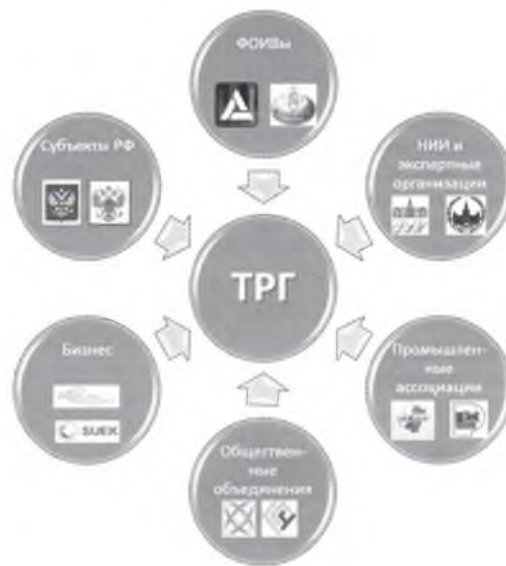 ФОИВы
Субъекты РФ
НИИ и
экспертные
организации
ТРГ
Бизнес
SUEK
Промышлен-
ные
ассоциации
Обществен-
ные
объединения